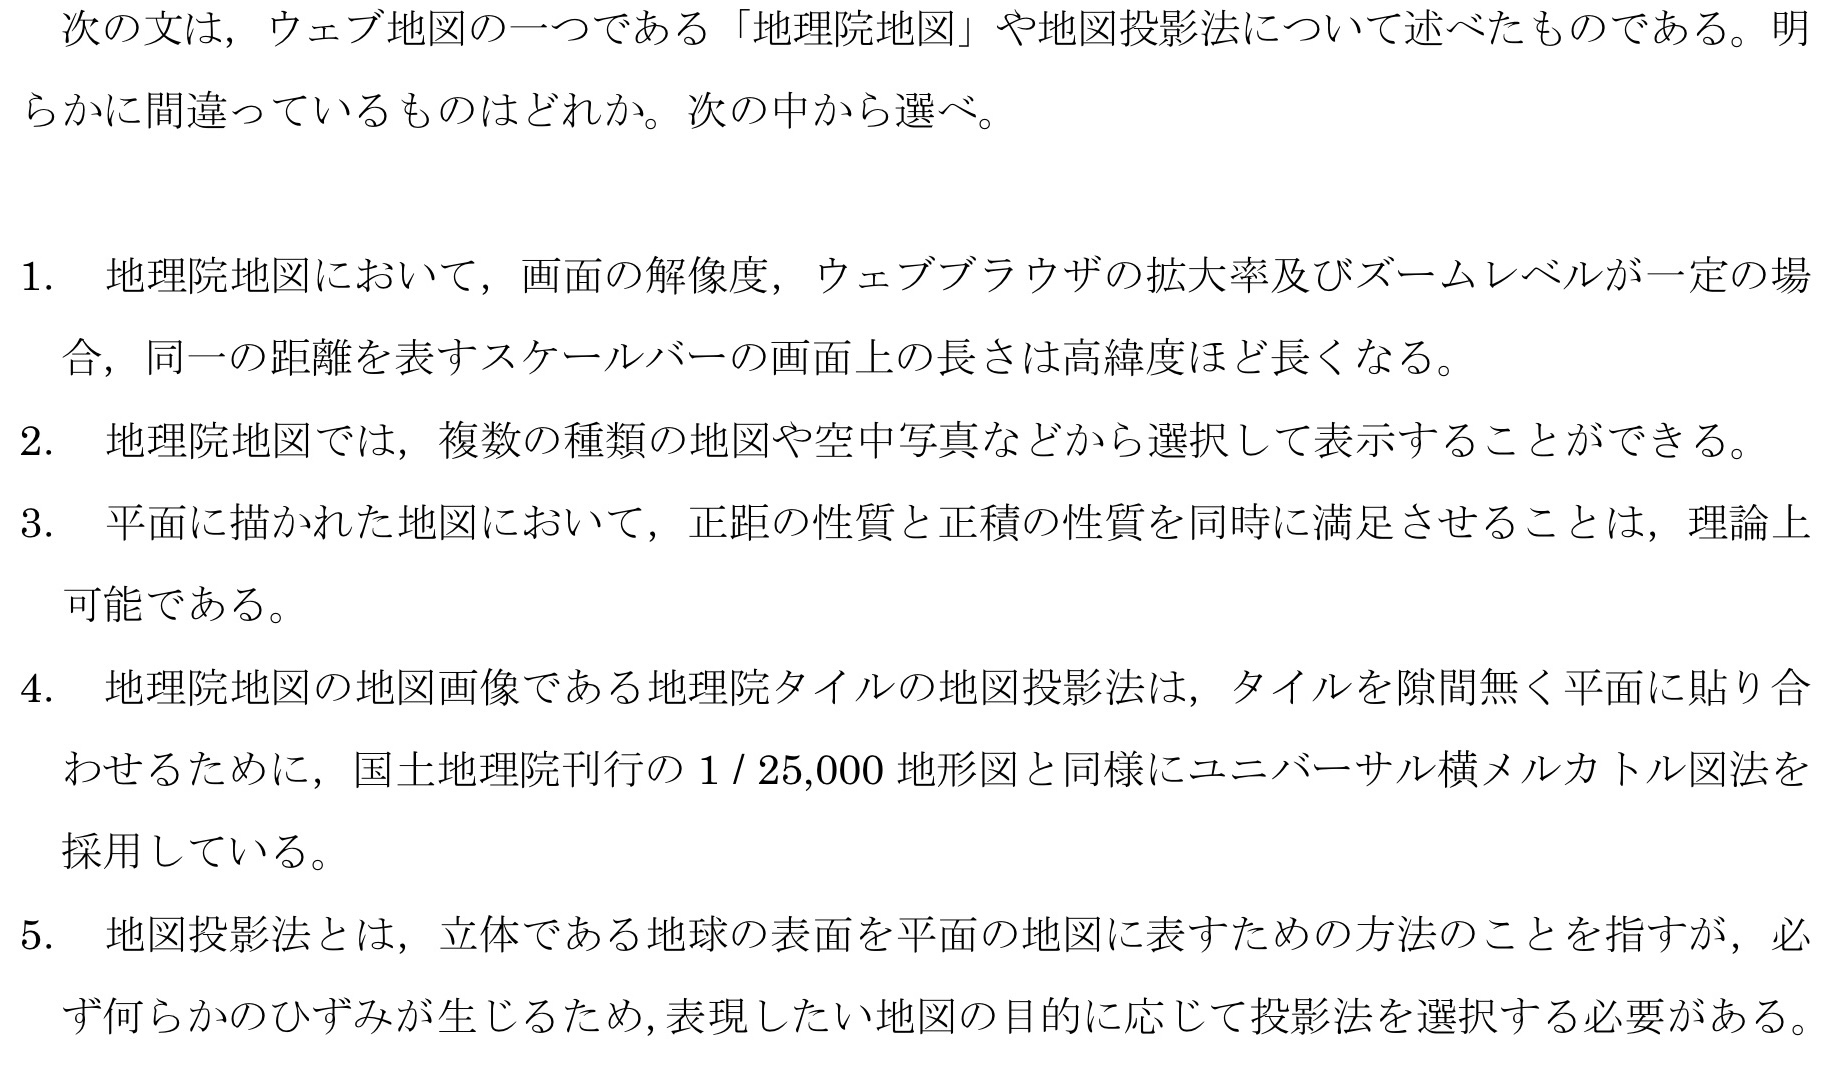 次の文は，ウェブ地図の一つである「地理院地図」や地図投影法について述べたものである。明
らかに間違っているものはどれか。次の中から選べ。
1.　地理院地図において，画面の解像度，ウェブブラウザの拡大率及びズームレベルが一定の場
合，同一の距離を表すスケールバーの画面上の長さは高緯度ほど長くなる。
2.　地理院地図では，複数の種類の地図や空中写真などから選択して表示することができる。
3.　平面に描かれた地図において，正距の性質と正積の性質を同時に満足させることは，理論上
可能である。
4.　地理院地図の地図画像である地理院タイルの地図投影法は，タイルを隙間無く平面に貼り合
わせるために，国土地理院刊行の 1 / 25,000 地形図と同様にユニバーサル横メルカトル図法を
採用している。
5.　地図投影法とは，立体である地球の表面を平面の地図に表すための方法のことを指すが，必
ず何らかのひずみが生じるため，表現したい地図の目的に応じて投影法を選択する必要がある。